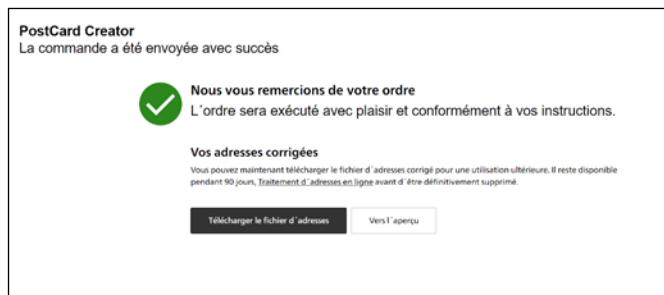 PostCard Creator
La commande a été envoyée avec succès
Nous vous remercions de votre ordre
L´ordre sera exécuté avec plaisir et conformément à vos instructions.
Vos adresses corrigées
Vous pouvez maintenant télécharger le fichier d´adresses corrigé pour une utilisation ultérieure. Il reste disponible
pendant 90 jours, Traitement d´adresses en ligne avant d´être définitivement supprimé.
Télécharger le fichier d´adresses
Vers l´aperçu